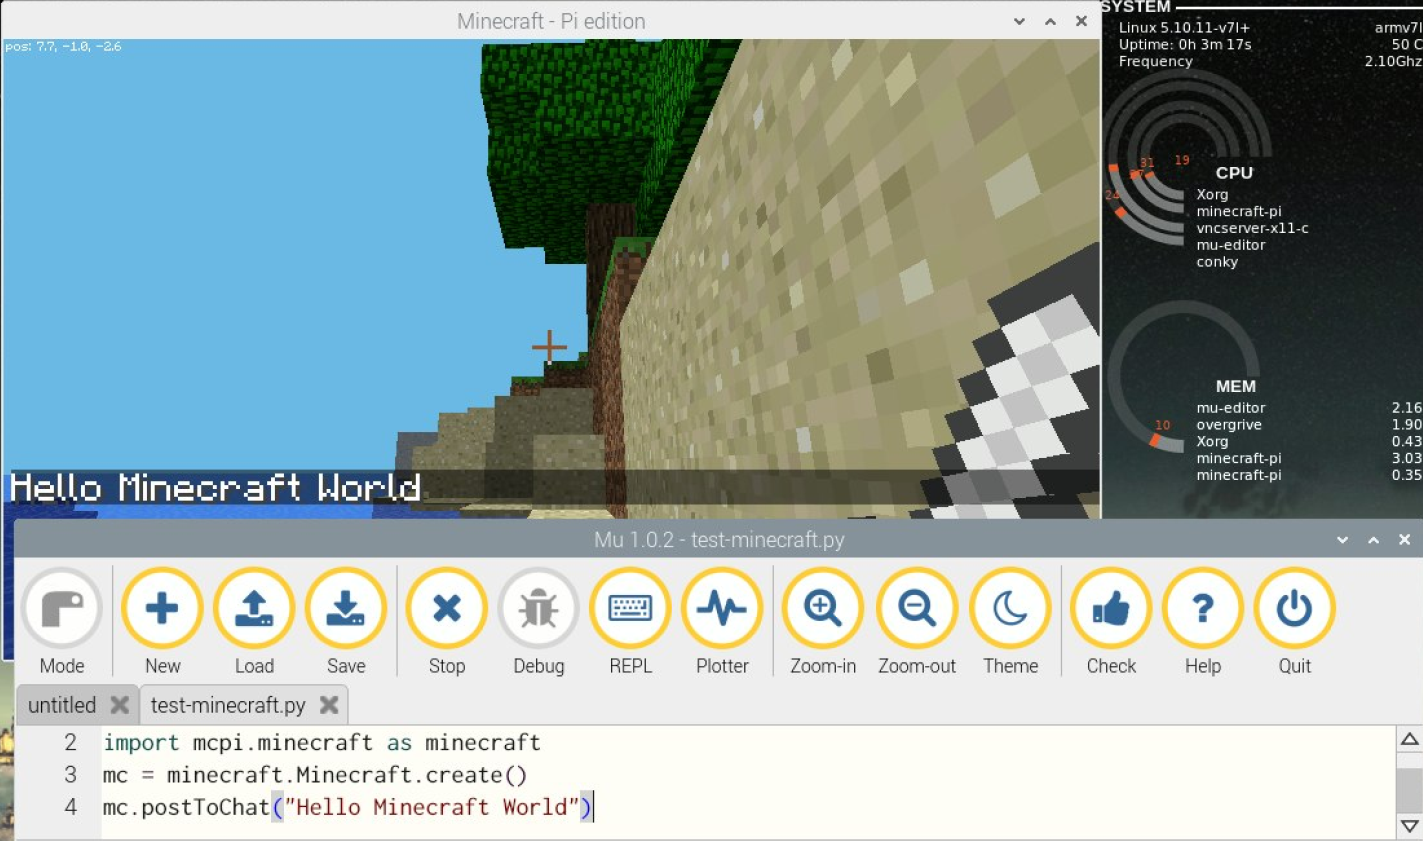 Minecraft - Pi edition
pos: 7.7, -1.0, -2.6
Hello Minecraft World
SYSTEM
Linux 5.10.11-v7l+ armv7l
Uptime: 0h 3m 17s 50 C
Frequency 2.10Ghz
31 19
24
CPU
Xorg
minecraft-pi
vncserver-x11-c
mu-editor
conky
MEM
mu-editor 2.16
overgrive 1.90
10
Xorg 0.43
minecraft-pi 3.03
minecraft-pi 0.35
Mu 1.0.2 - test-minecraft.py
Mode New Load Save Stop Debug REPL Plotter Zoom-in Zoom-out Theme Check Help Quit
untitled test-minecraft.py
2 import mcpi.minecraft as minecraft
3 mc = minecraft.Minecraft.create()
4 mc.postToChat("Hello Minecraft World")